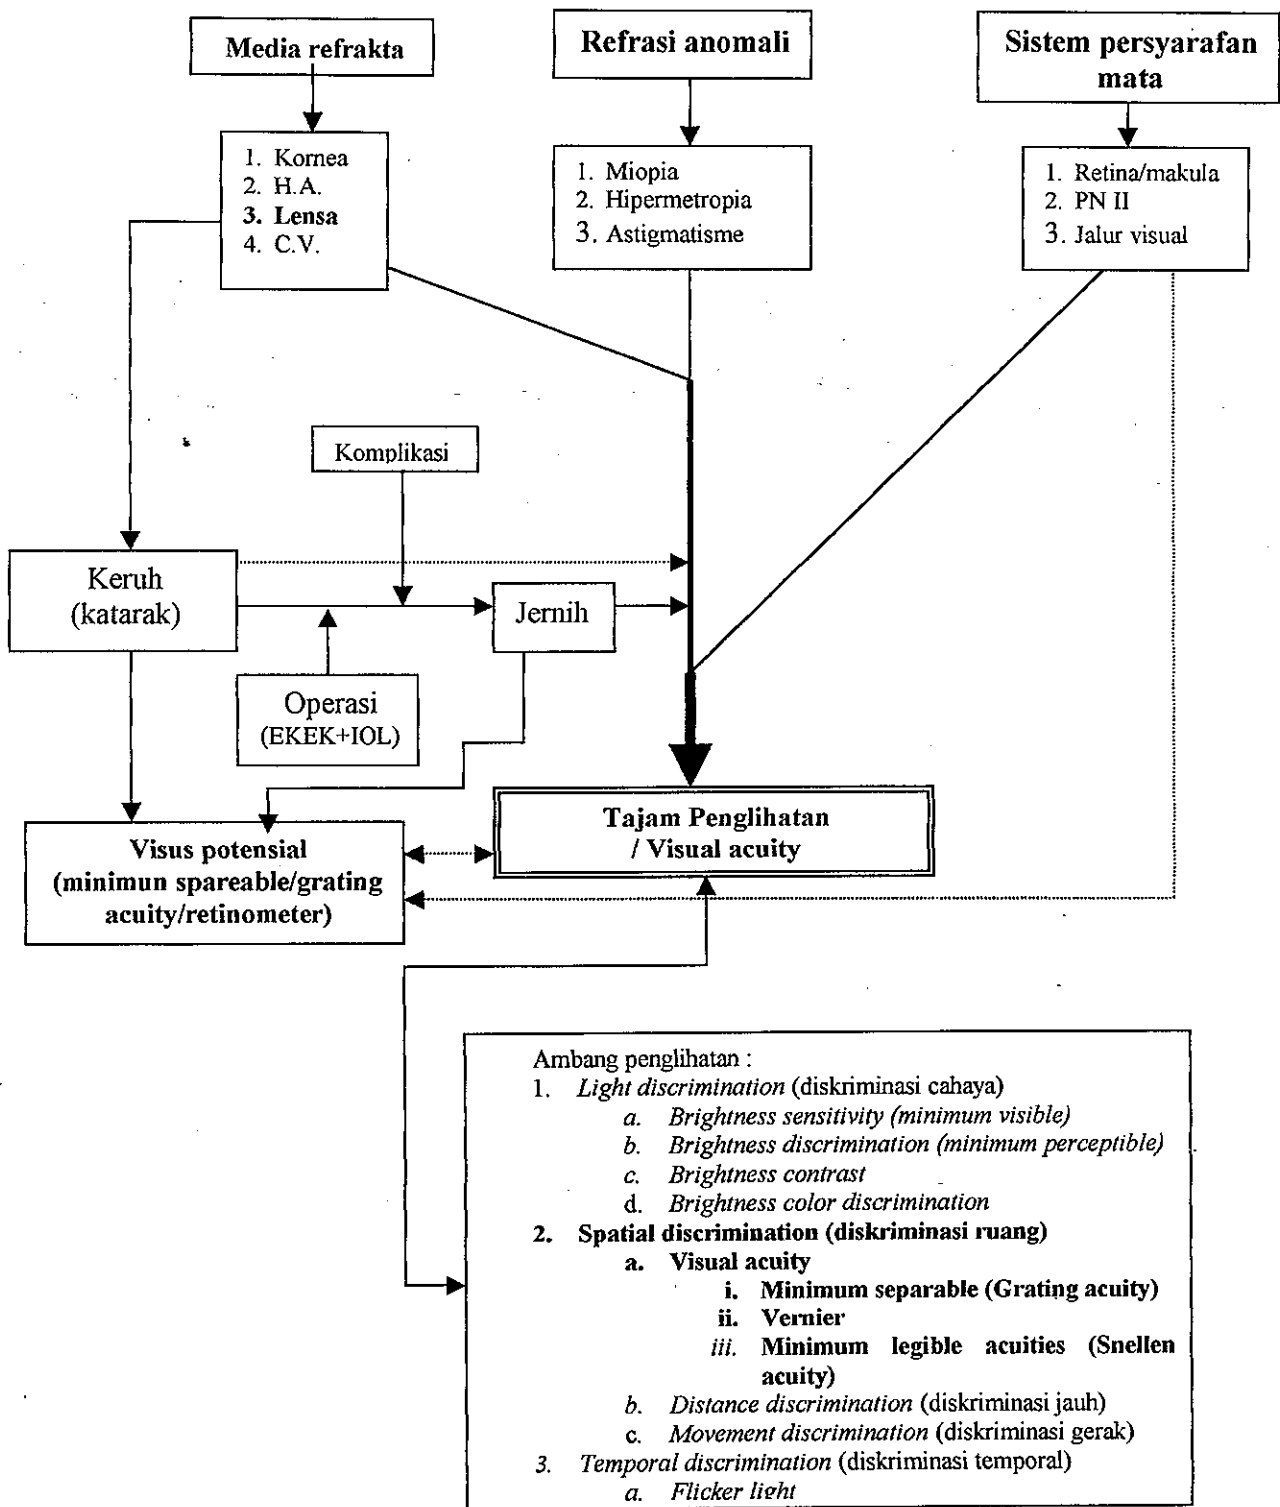 Media refrakta
Refrasi anomali
Sistem persyarafan
mata
1. Kornea
2. H.A.
3. Lensa
4. C.V.
1. Miopia
2. Hipermetropia
3. Astigmatisme
1. Retina/makula
2. PN II
3. Jalur visual
Komplikasi
Keruh
(katarak)
Jernih
Operasi
(EKEK+IOL)
Tajam Penglihatan
/ Visual acuity
Visus potensial
(minimun spareable/grating
acuity/retinometer)
Ambang penglihatan :
1. Light discrimination (diskriminasi cahaya)
a. Brightness sensitivity (minimum visible)
b. Brightness discrimination (minimum perceptible)
c. Brightness contrast
d. Brightness color discrimination
2. Spatial discrimination (diskriminasi ruang)
a. Visual acuity
i. Minimum separable (Grating acuity)
ii. Vernier
iii. Minimum legible acuities (Snellen
acuity)
b. Distance discrimination (diskriminasi jauh)
c. Movement discrimination (diskriminasi gerak)
3. Temporal discrimination (diskriminasi temporal)
a. Flicker light